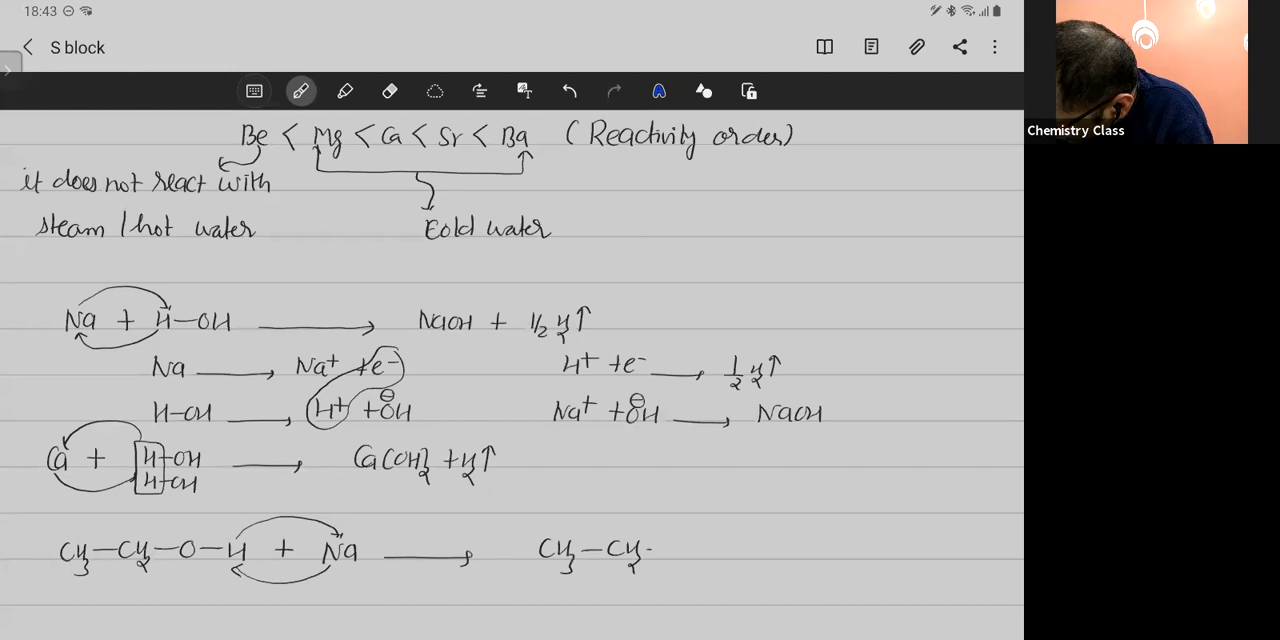 18:43
S block
Chemistry Class
Be < Mg < Ca < Sr < Ba (Reactivity order)
it does not react with
steam / hot water
Cold water
Na + H—OH ⟶ NaOH + 1/2 H₂↑
Na ⟶ Na⁺ + e⁻ H⁺ + e⁻ ⟶ 1/2 H₂↑
H—OH ⟶ H⁺ + OH⊖ Na⁺ + OH⊖ ⟶ NaOH
Ca + H—OH ⟶ Ca(OH)₂ + H₂↑
H—OH
CH₃—CH₂—O—H + Na ⟶ CH₃—CH₂-